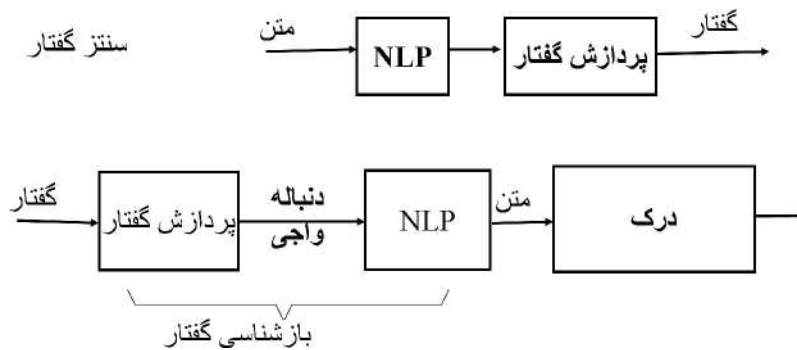 سنتز گفتار
متن
NLP
پردازش گفتار
گفتار
گفتار
پردازش گفتار
دنباله
واجی
NLP
متن
درک
بازشناسی گفتار